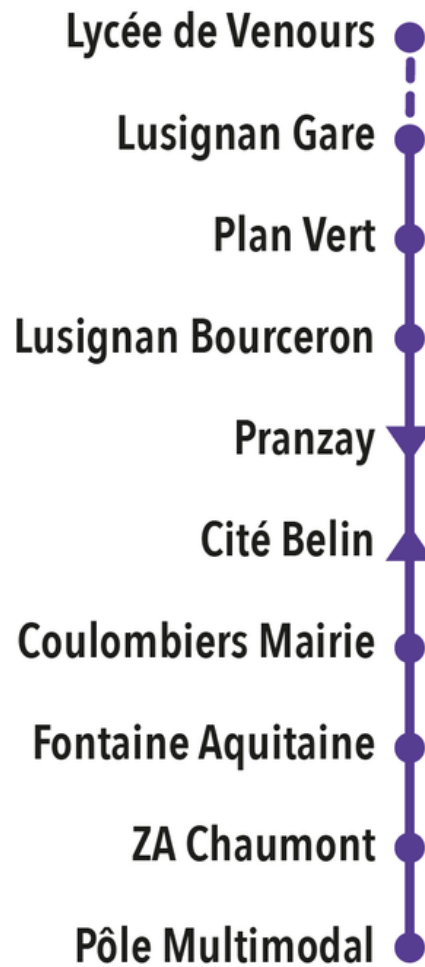 Lycée de Venours
Lusignan Gare
Plan Vert
Lusignan Bourceron
Pranzay
Cité Belin
Coulombiers Mairie
Fontaine Aquitaine
ZA Chaumont
Pôle Multimodal